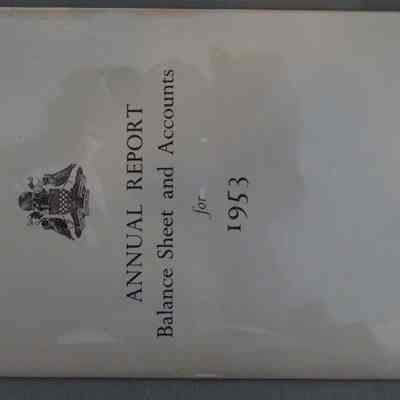 ANNUAL REPORT
Balance Sheet and Accounts
for
1953